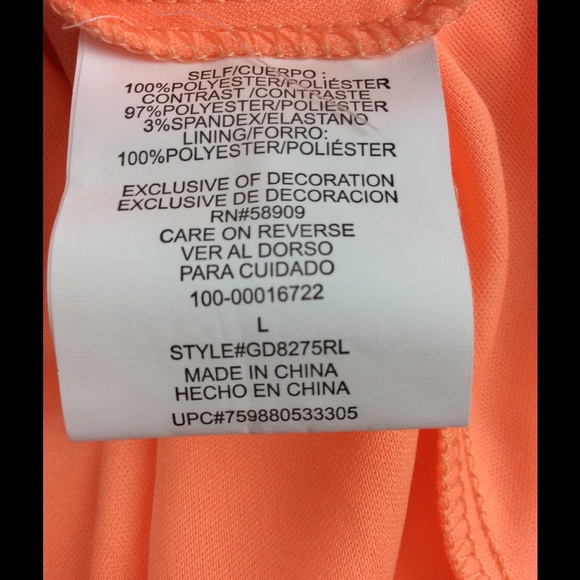 SELF/CUERPO :
100%POLYESTER/POLIÉSTER
CONTRAST/CONTRASTE
97%POLYESTER/POLIÉSTER
3%SPANDEX/ELASTANO
LINING/FORRO:
100%POLYESTER/POLIÉSTER
EXCLUSIVE OF DECORATION
EXCLUSIVE DE DECORACION
RN#58909
CARE ON REVERSE
VER AL DORSO
PARA CUIDADO
100-00016722
L
STYLE#GD8275RL
MADE IN CHINA
HECHO EN CHINA
UPC#759880533305